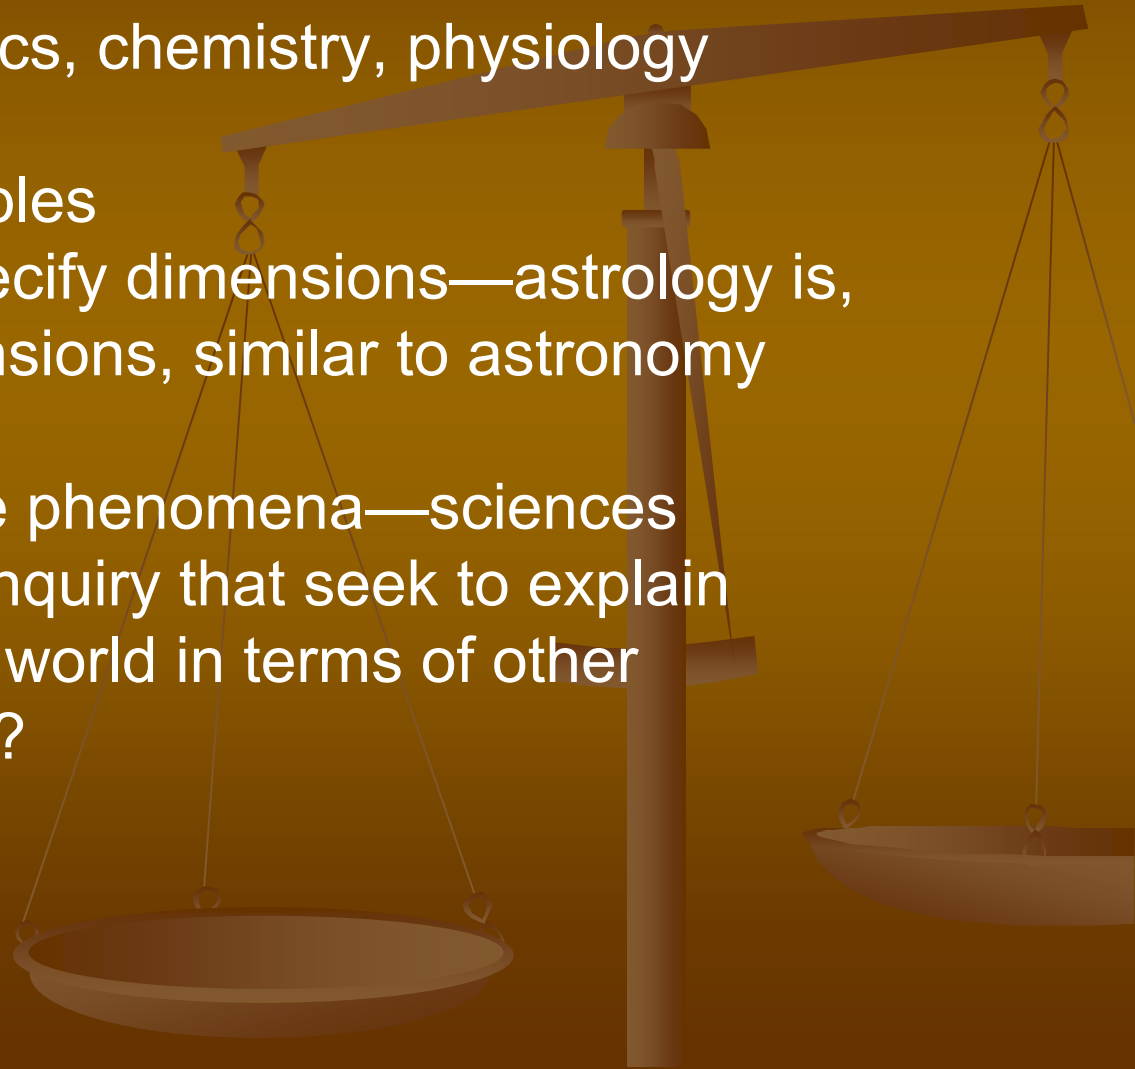 cs, chemistry, physiology
oles
ecify dimensions—astrology is,
nsions, similar to astronomy
e phenomena—sciences
nquiry that seek to explain
world in terms of other
?